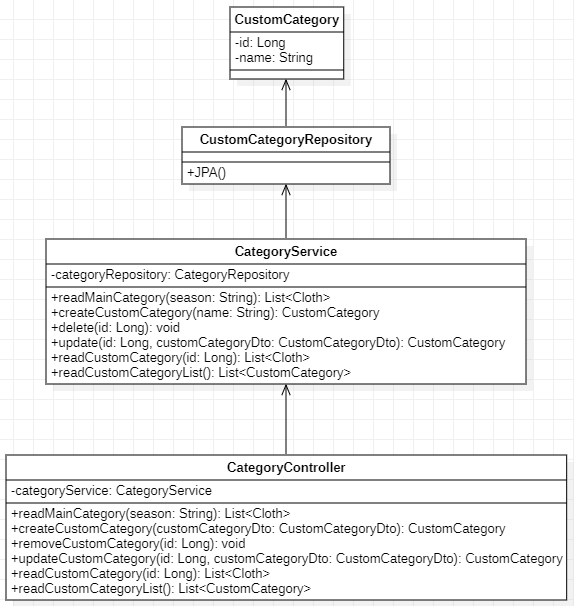 CustomCategory
-id: Long
-name: String
CustomCategoryRepository
+JPA()
CategoryService
-categoryRepository: CategoryRepository
+readMainCategory(season: String): List<Cloth>
+createCustomCategory(name: String): CustomCategory
+delete(id: Long): void
+update(id: Long, customCategoryDto: CustomCategoryDto): CustomCategory
+readCustomCategory(id: Long): List<Cloth>
+readCustomCategoryList(): List<CustomCategory>
CategoryController
-categoryService: CategoryService
+readMainCategory(season: String): List<Cloth>
+createCustomCategory(customCategoryDto: CustomCategoryDto): CustomCategory
+removeCustomCategory(id: Long): void
+updateCustomCategory(id: Long, customCategoryDto: CustomCategoryDto): CustomCategory
+readCustomCategory(id: Long): List<Cloth>
+readCustomCategoryList(): List<CustomCategory>